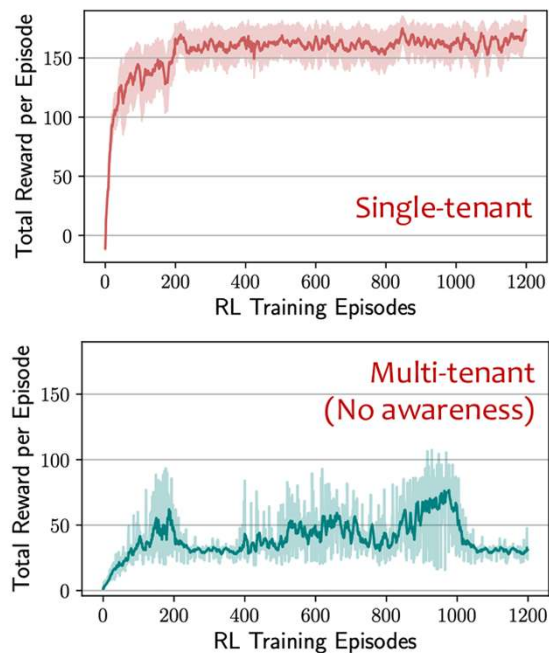 Total Reward per Episode
150
100
50
0
Single-tenant
0 200 400 600 800 1000 1200
RL Training Episodes
Total Reward per Episode
Multi-tenant
(No awareness)
150
100
50
0
0 200 400 600 800 1000 1200
RL Training Episodes